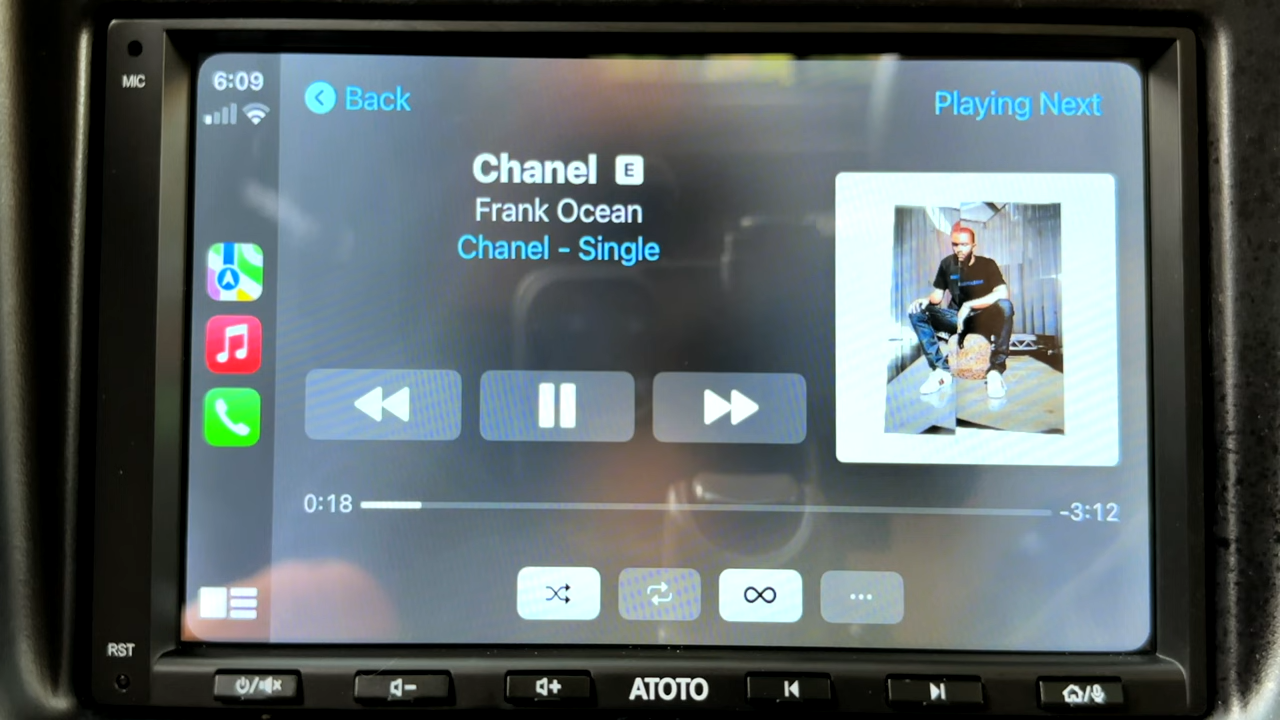 MIC
6:09
Back
Playing Next
Chanel E
Frank Ocean
Chanel - Single
0:18
-3:12
RST
ATOTO